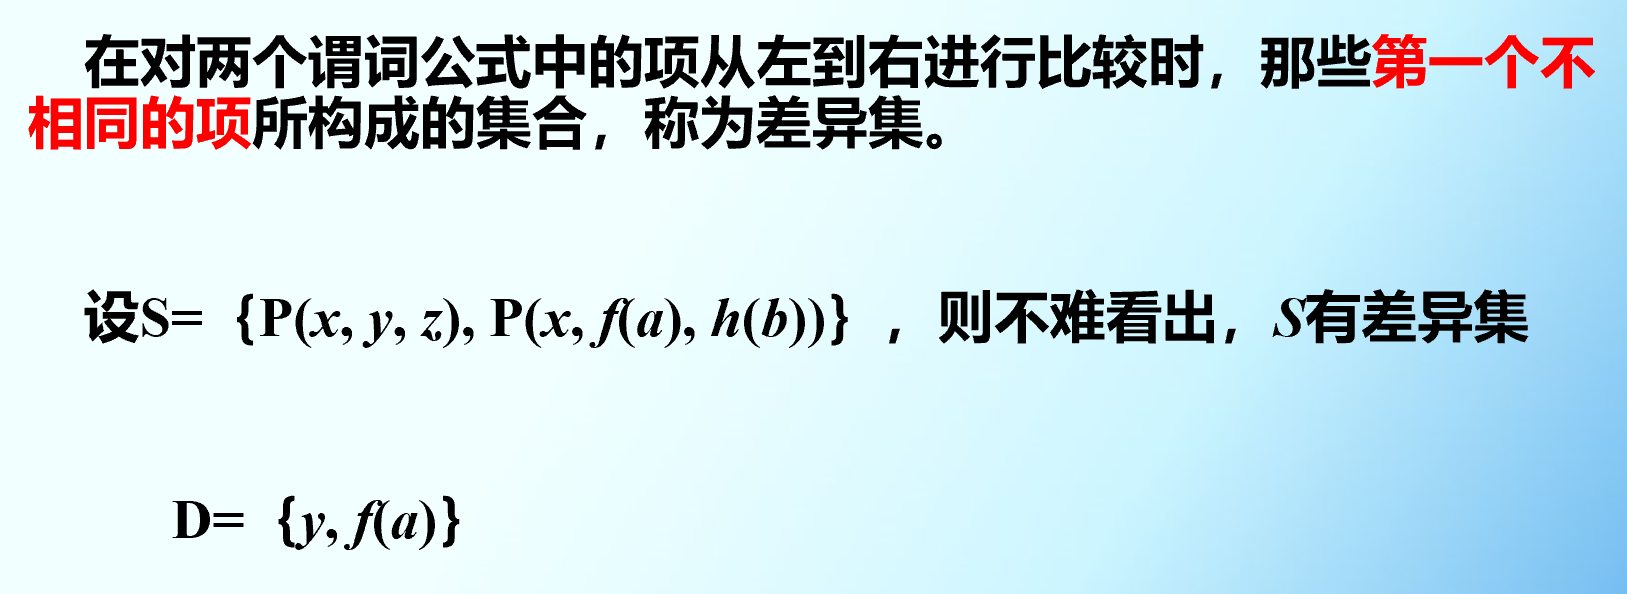 在对两个谓词公式中的项从左到右进行比较时，那些第一个不
相同的项所构成的集合，称为差异集。
设S=｛P(x, y, z), P(x, f(a), h(b))｝，则不难看出，S有差异集
D=｛y, f(a)｝